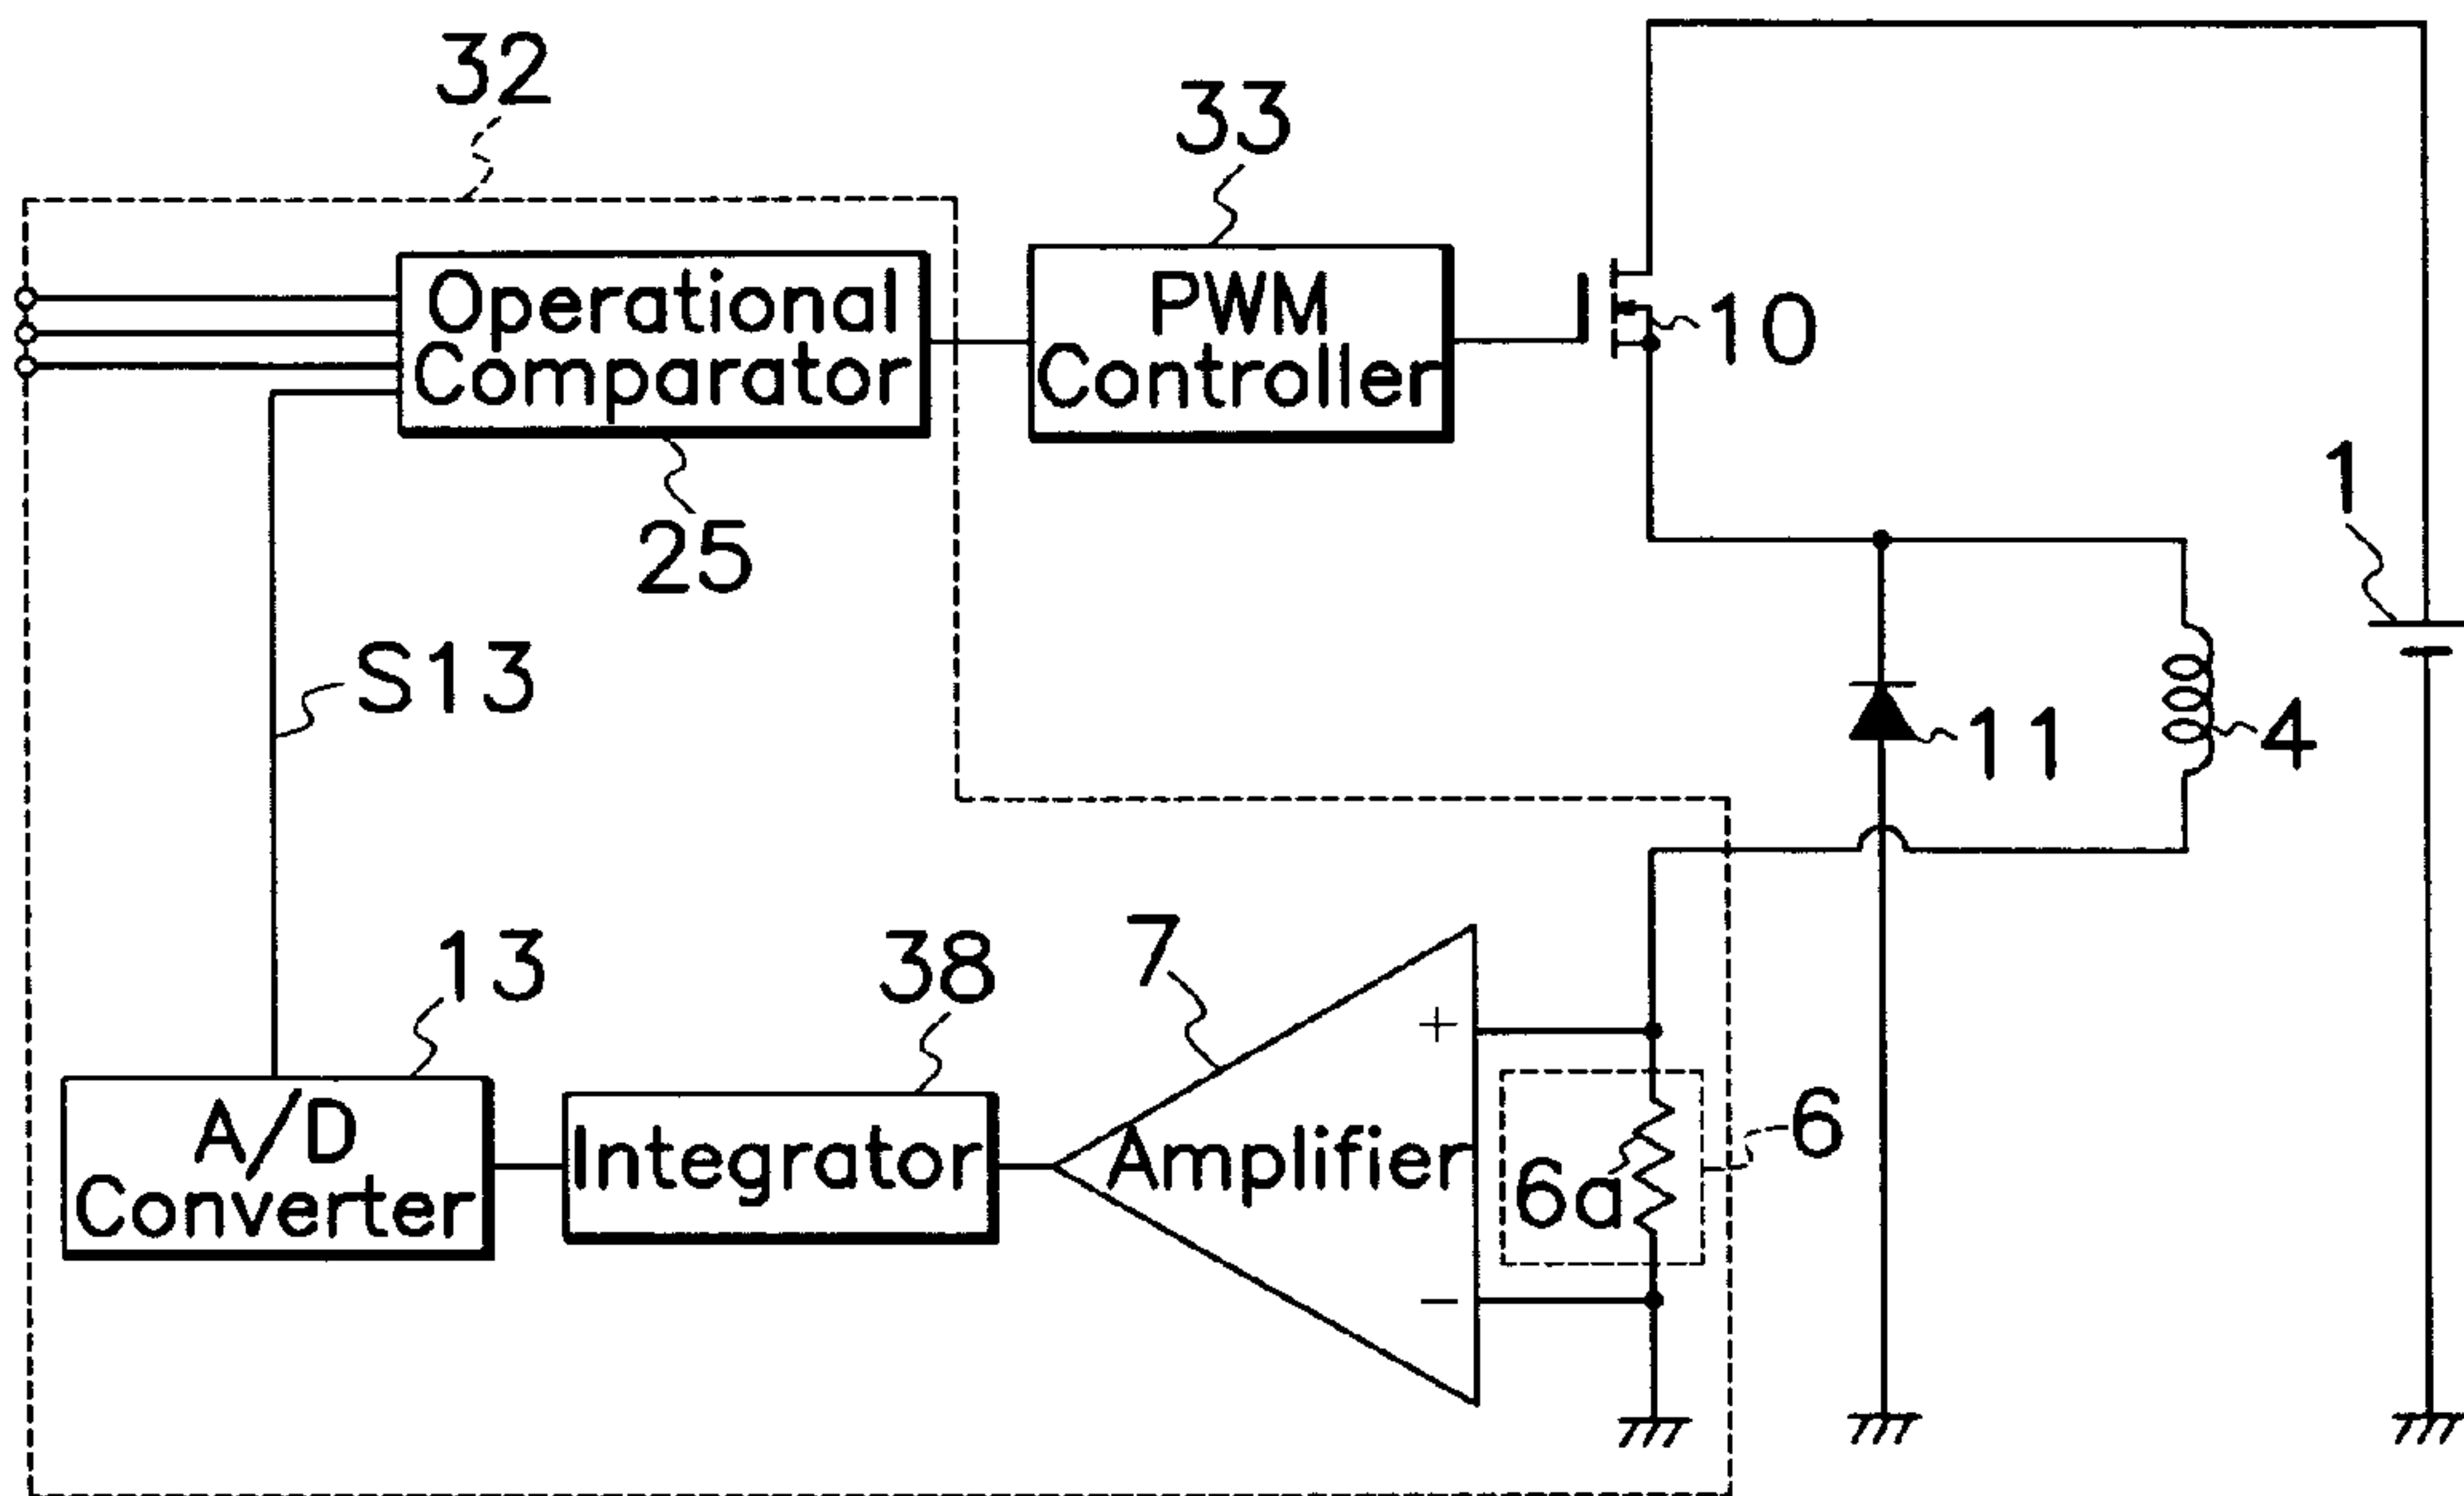 32
33
Operational
Comparator
PWM
Controller
10
1
25
S13
11
4
13
38
7
+
A/D
Converter
Integrator
Amplifier
6a
6
−